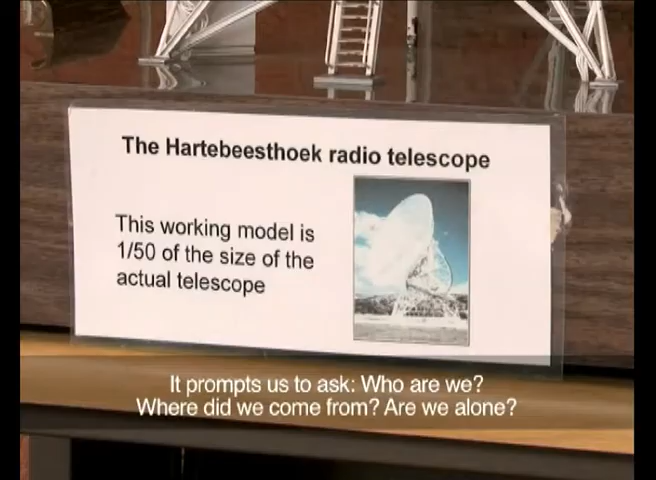 The Hartebeesthoek radio telescope
This working model is
1/50 of the size of the
actual telescope
It prompts us to ask: Who are we?
Where did we come from? Are we alone?